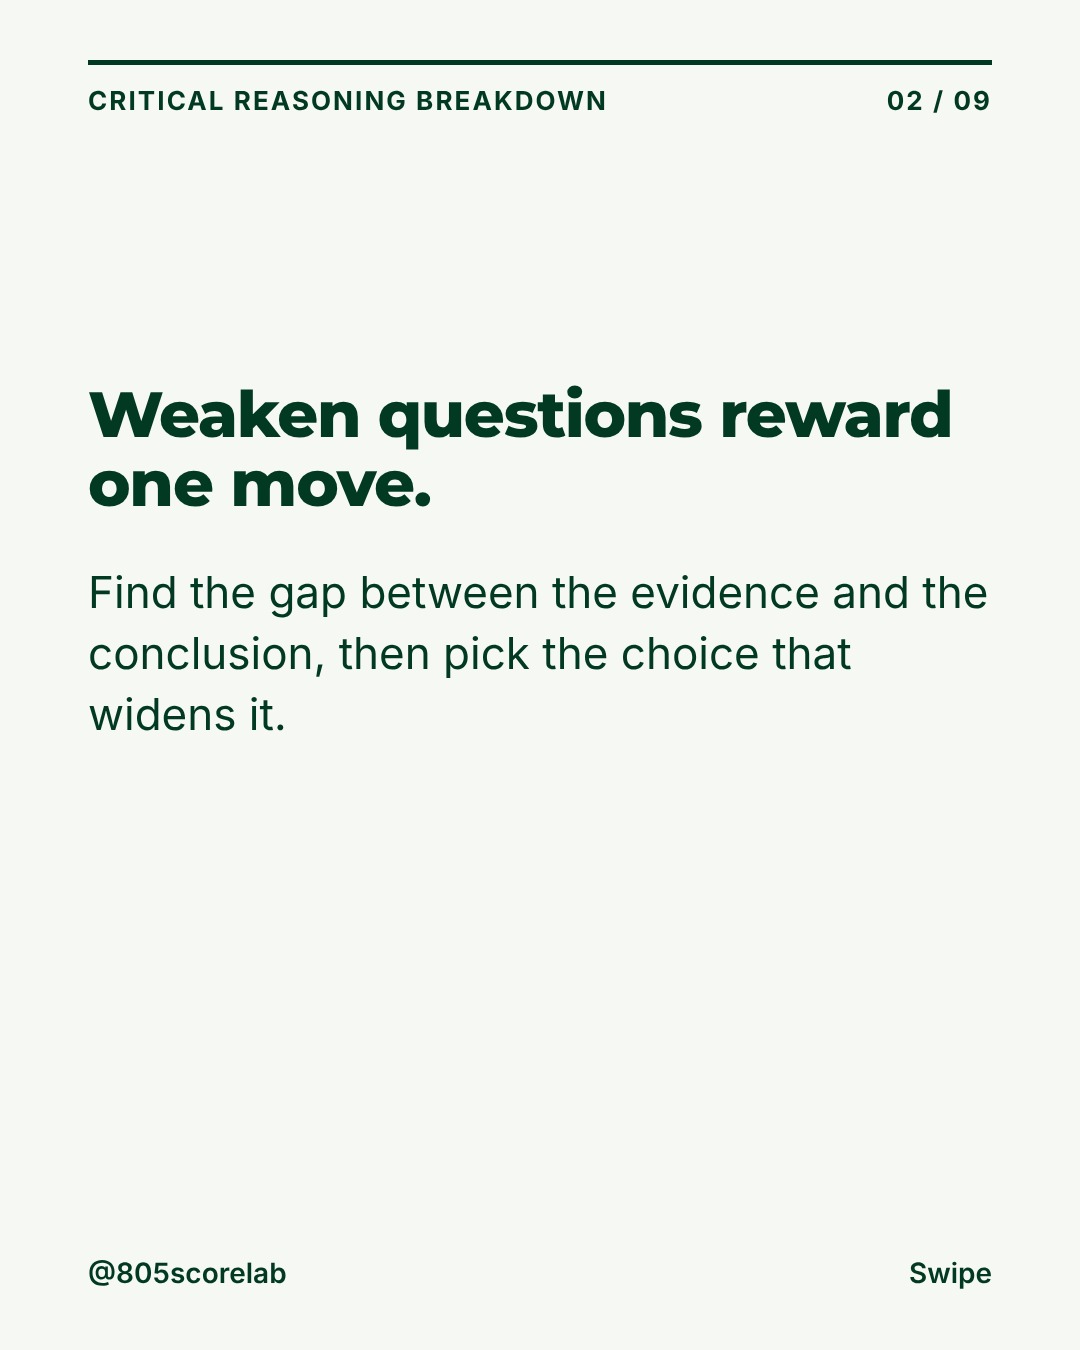 CRITICAL REASONING BREAKDOWN
02 / 09
Weaken questions reward
one move.
Find the gap between the evidence and the
conclusion, then pick the choice that
widens it.
@805scorelab
Swipe